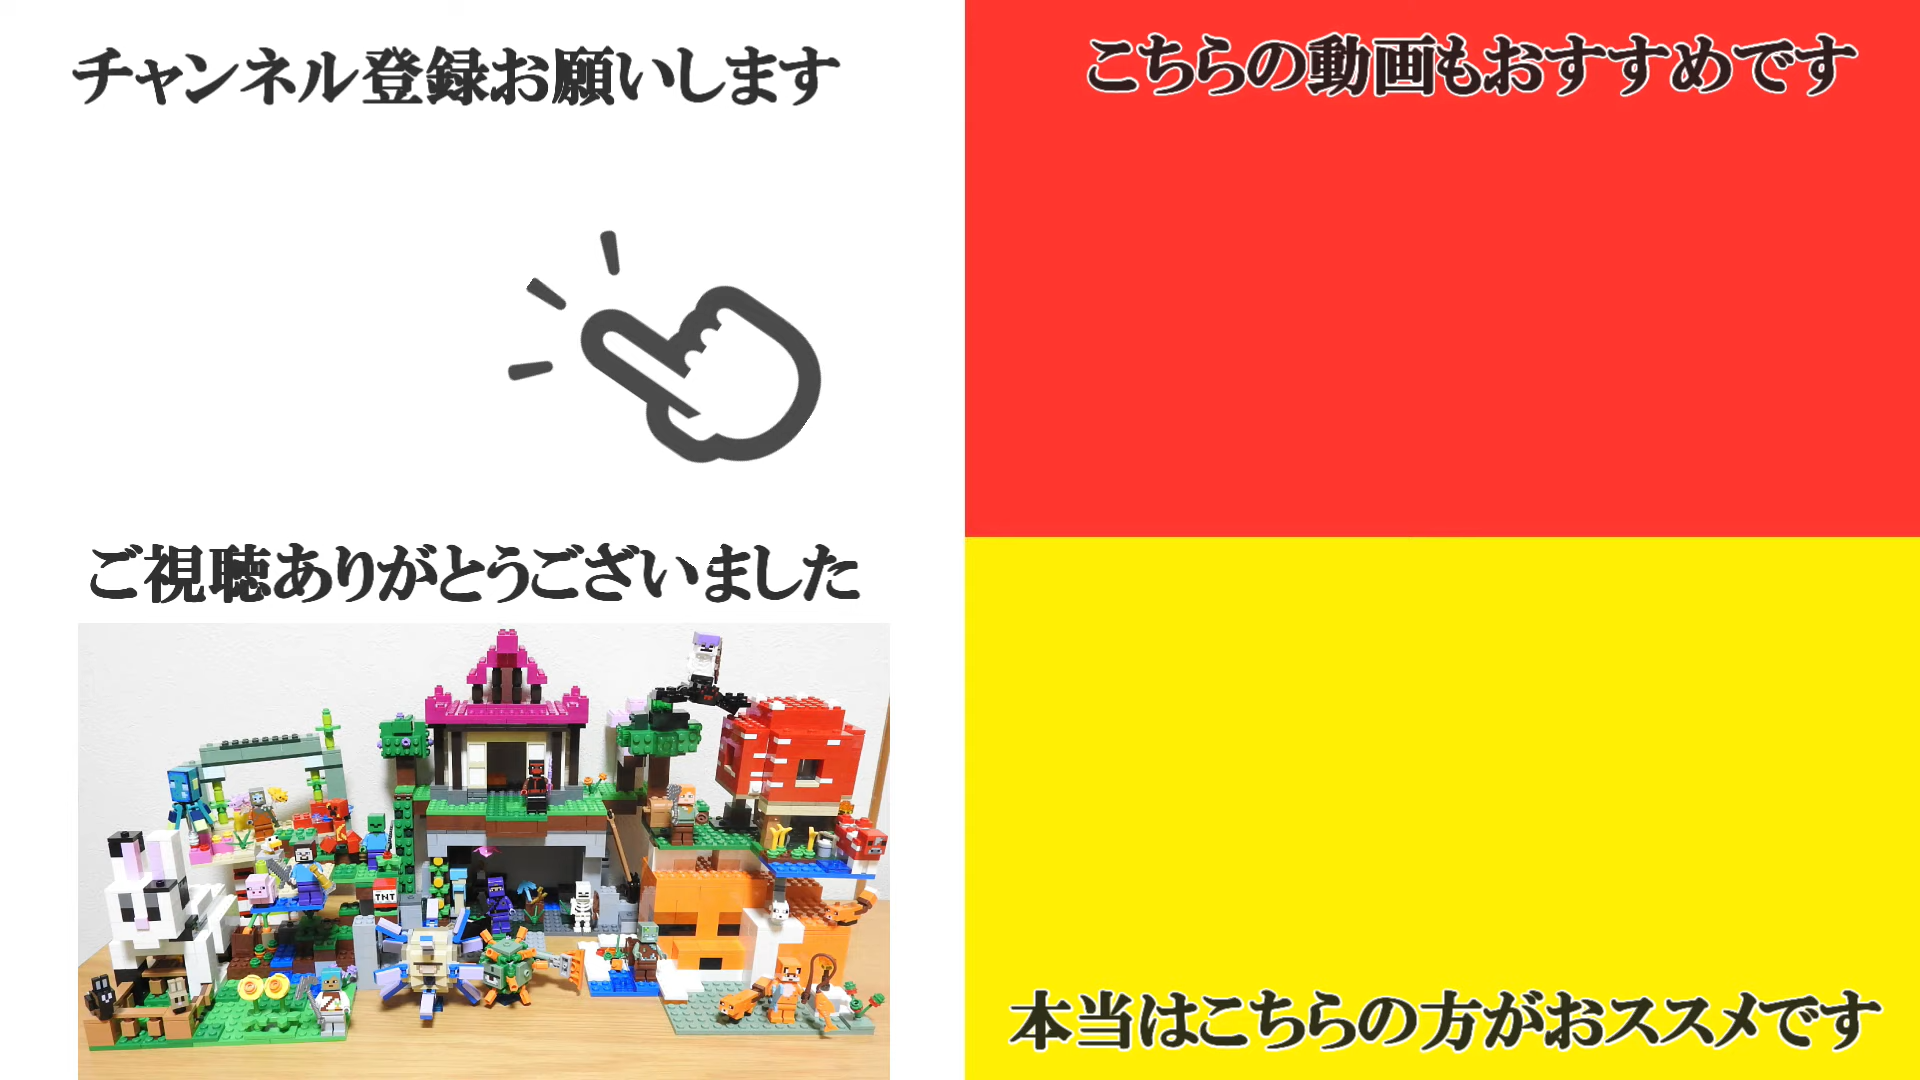 チャンネル登録お願いします
こちらの動画もおすすめです
ご視聴ありがとうございました
TNT
本当はこちらの方がおススメです